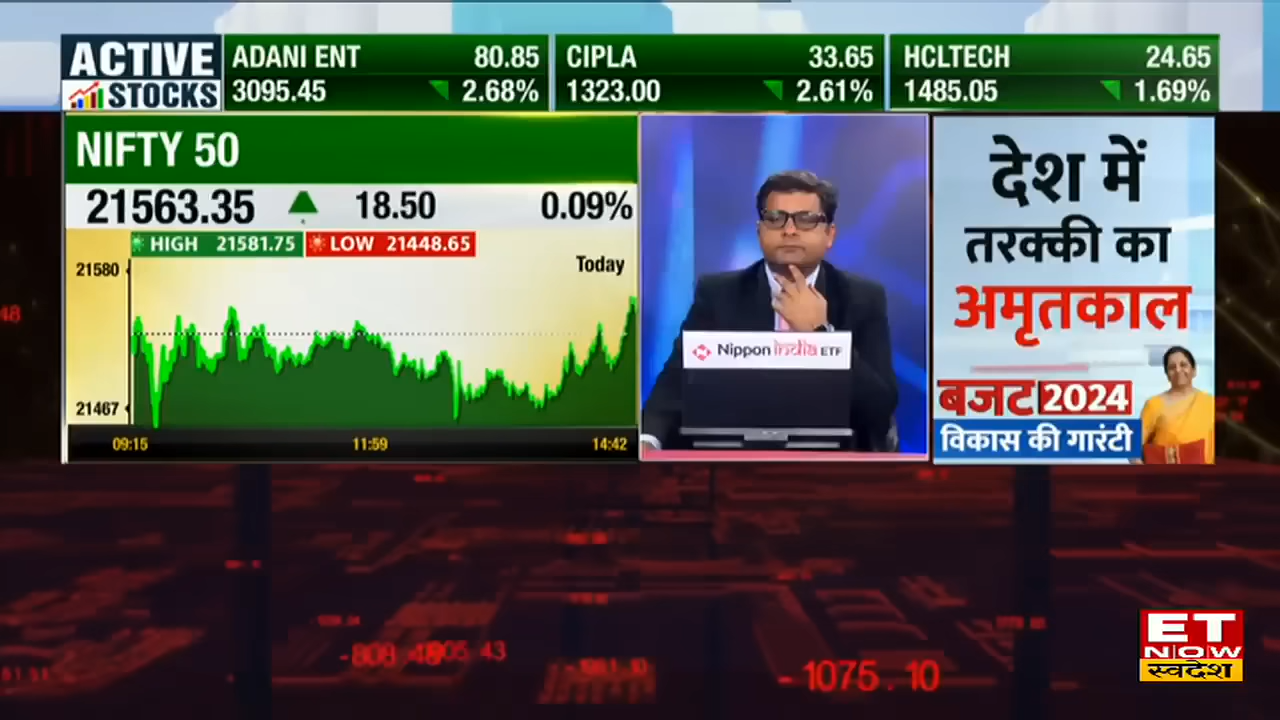 ACTIVE
STOCKS
ADANI ENT 80.85
3095.45 2.68%
CIPLA 33.65
1323.00 2.61%
HCLTECH 24.65
1485.05 1.69%
NIFTY 50
21563.35 18.50 0.09%
HIGH 21581.75 LOW 21448.65
Today
21580
21467
09:15 11:59 14:42
Nippon india ETF
देश में
तरक्की का
अमृतकाल
बजट 2024
विकास की गारंटी
-1075.10
ET
NOW
स्वदेश